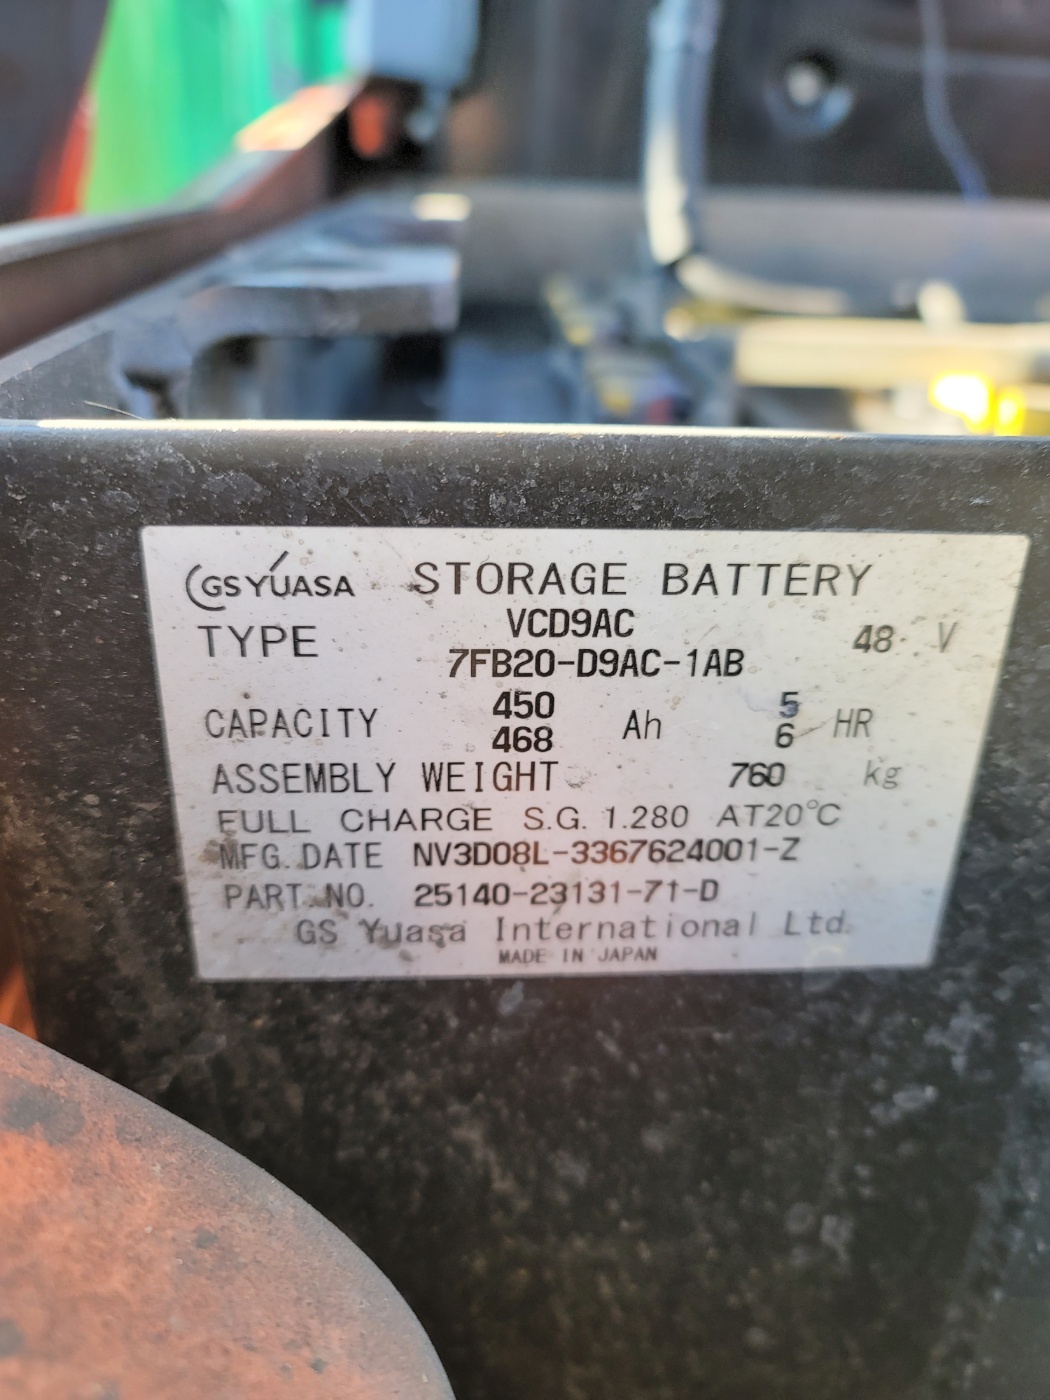 GS YUASA STORAGE BATTERY
TYPE VCD9AC 48 V
7FB20-D9AC-1AB
CAPACITY 450 Ah 5 HR
468 6
ASSEMBLY WEIGHT 760 kg
FULL CHARGE S.G. 1.280 AT20℃
MFG. DATE NV3D08L-3367624001-Z
PART NO. 25140-23131-71-D
GS Yuasa International Ltd.
MADE IN JAPAN